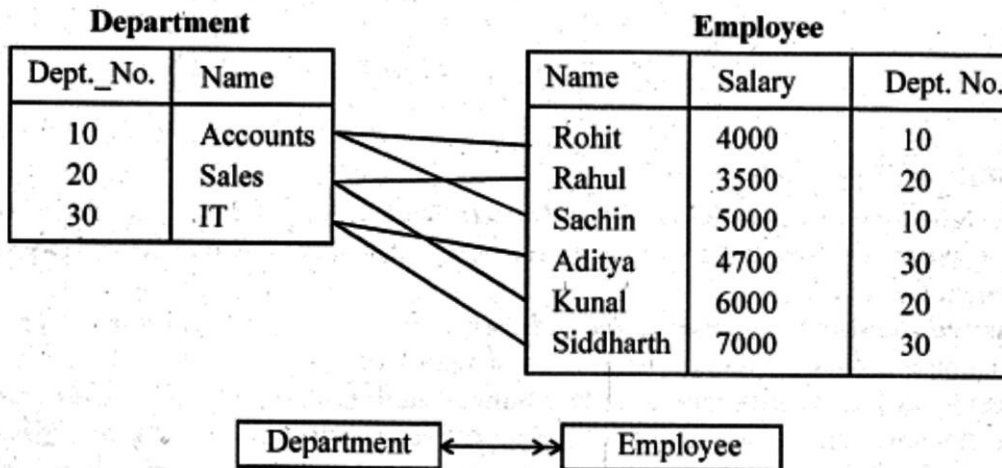 Department
Dept._No. Name
10 Accounts
20 Sales
30 IT
Employee
Name Salary Dept. No.
Rohit 4000 10
Rahul 3500 20
Sachin 5000 10
Aditya 4700 30
Kunal 6000 20
Siddharth 7000 30
Department Employee